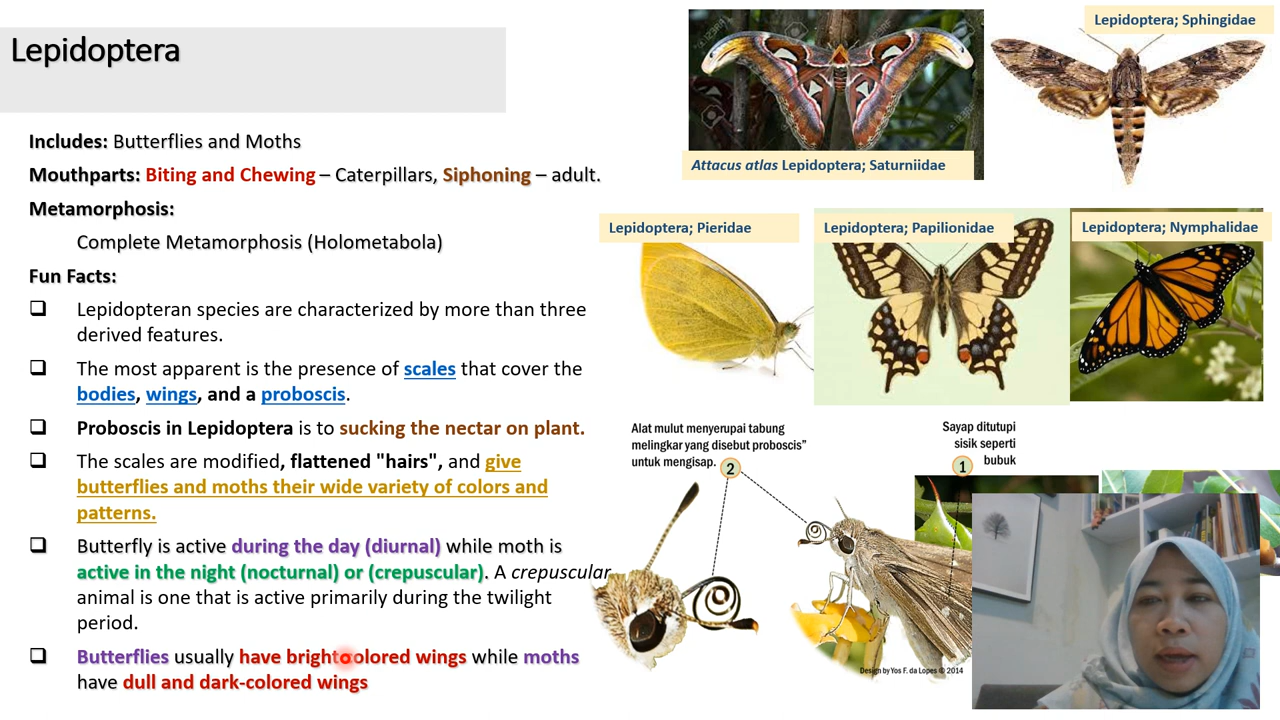 Lepidoptera
Includes: Butterflies and Moths
Mouthparts: Biting and Chewing – Caterpillars, Siphoning – adult.
Metamorphosis:
Complete Metamorphosis (Holometabola)
Fun Facts:
Lepidopteran species are characterized by more than three
derived features.
The most apparent is the presence of scales that cover the
bodies, wings, and a proboscis.
Proboscis in Lepidoptera is to sucking the nectar on plant.
The scales are modified, flattened "hairs", and give
butterflies and moths their wide variety of colors and
patterns.
Butterfly is active during the day (diurnal) while moth is
active in the night (nocturnal) or (crepuscular). A crepuscular
animal is one that is active primarily during the twilight
period.
Butterflies usually have bright colored wings while moths
have dull and dark-colored wings
Attacus atlas Lepidoptera; Saturniidae
Lepidoptera; Sphingidae
Lepidoptera; Pieridae
Lepidoptera; Papilionidae
Lepidoptera; Nymphalidae
Alat mulut menyerupai tabung
melingkar yang disebut proboscis”
untuk mengisap.
2
Sayap ditutupi
sisik seperti
bubuk
1
Design by Yos F. da Lopes © 2014